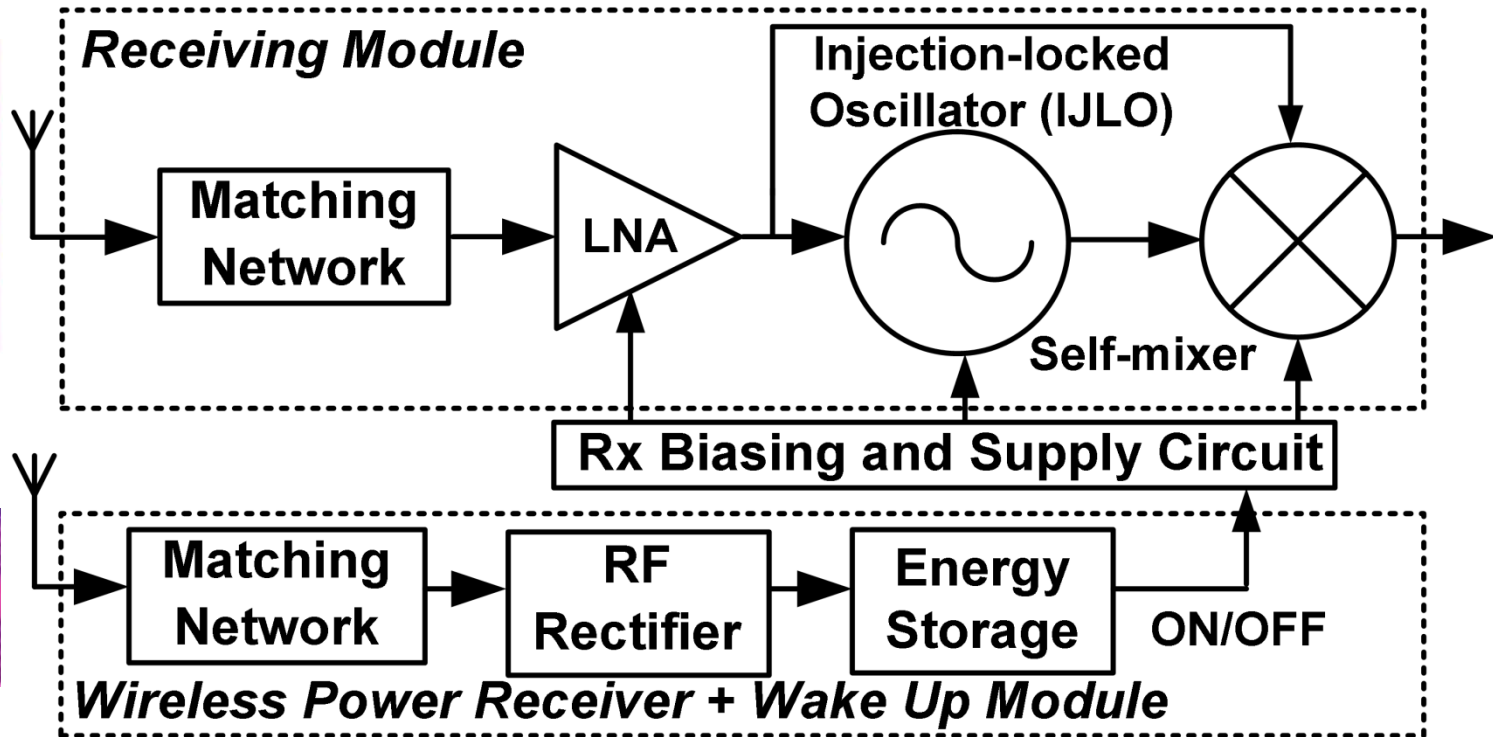 Receiving Module
Injection-locked
Oscillator (IJLO)
Matching
Network
LNA
Self-mixer
Rx Biasing and Supply Circuit
Matching
Network
RF
Rectifier
Energy
Storage
ON/OFF
Wireless Power Receiver + Wake Up Module